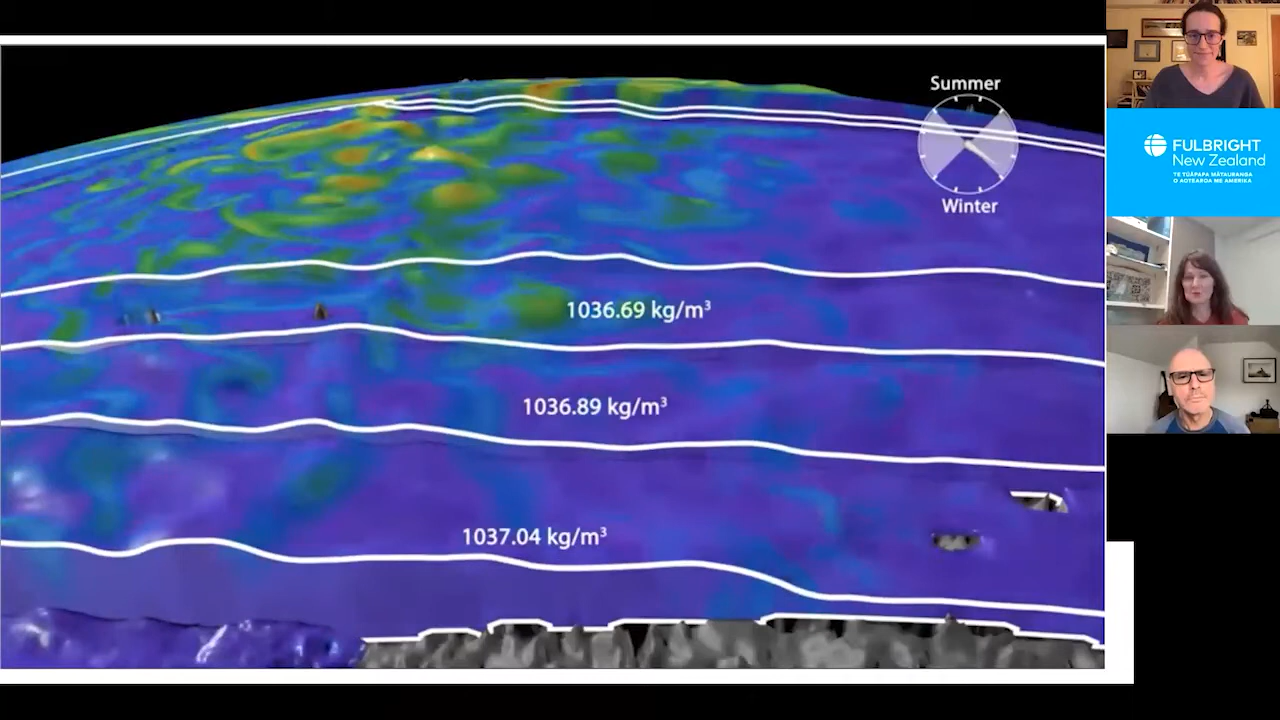 Summer
Winter
1036.69 kg/m³
1036.89 kg/m³
1037.04 kg/m³
FULBRIGHT
New Zealand
TE TŪĀPAPA MĀTAURANGA
O AOTEAROA ME AMERIKA